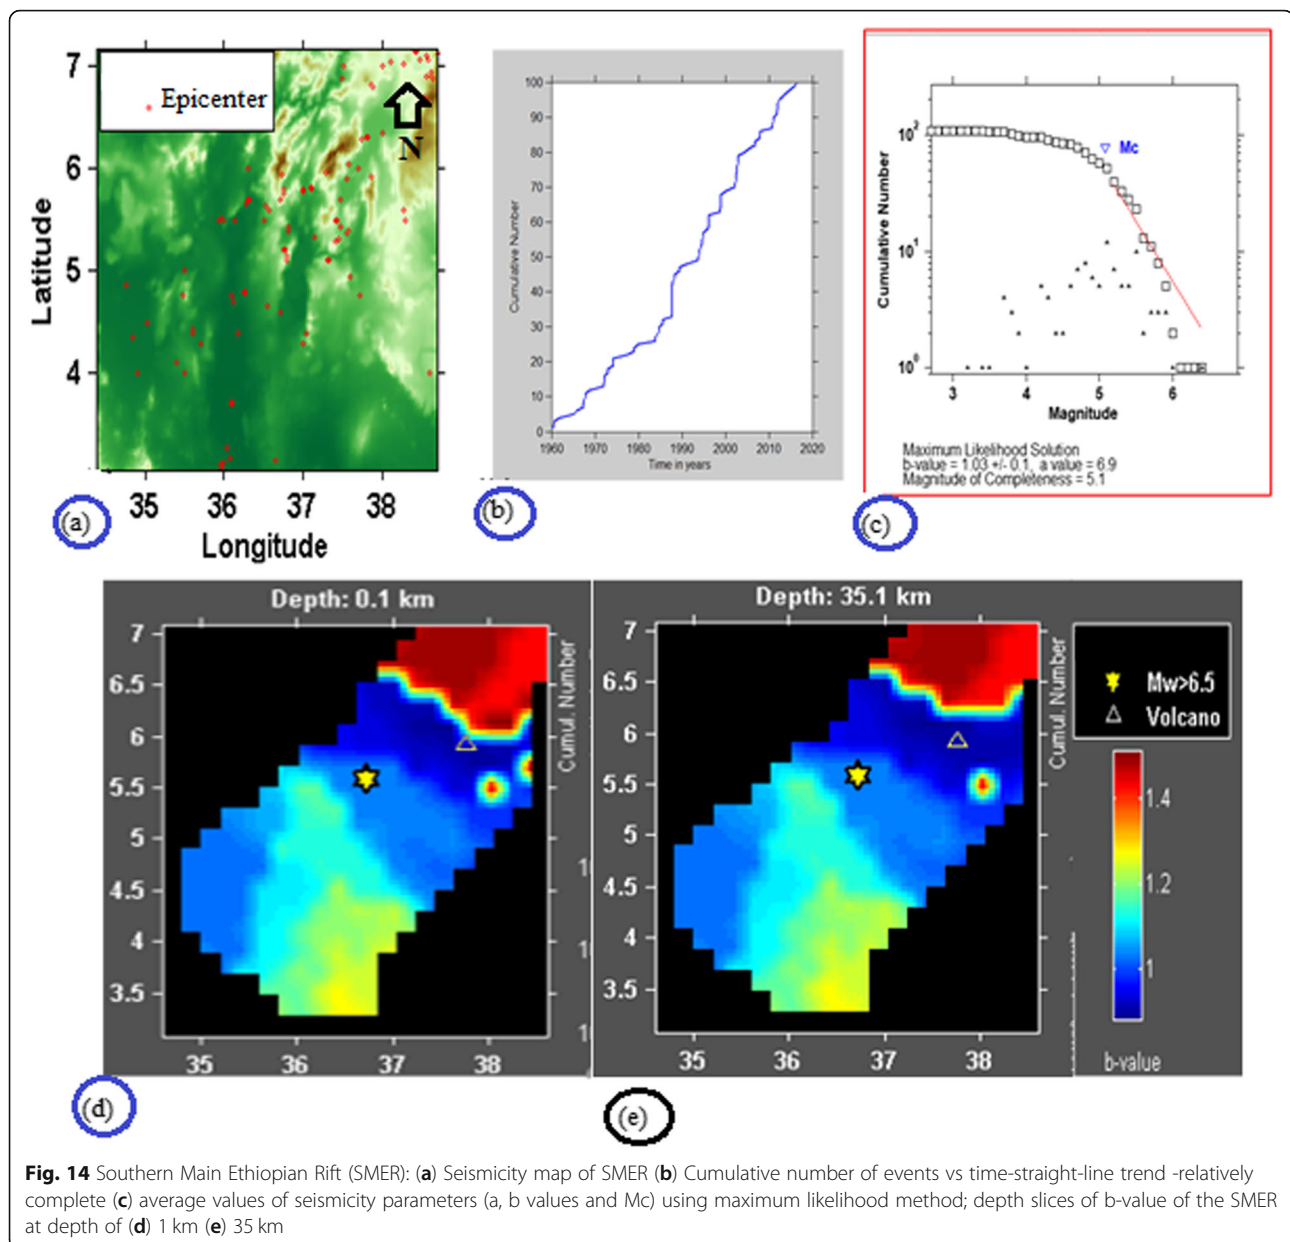 7
6
5
4
Latitude
Epicenter
N
35 36 37 38
Longitude
(a)
100
90
80
70
60
50
40
30
20
10
0
Cumulative Number
1960 1970 1980 1990 2000 2010 2020
Time in years
(b)
10^2
10^1
10^0
Cumulative Number
Mc
3 4 5 6
Magnitude
Maximum Likelihood Solution
b-value = 1.03 +/- 0.1, a value = 6.9
Magnitude of Completeness = 5.1
(c)
Depth: 0.1 km
7
6.5
6
5.5
5
4.5
4
3.5
35 36 37 38
Cumul. Number
(d)
Depth: 35.1 km
7
6.5
6
5.5
5
4.5
4
3.5
35 36 37 38
Cumul. Number
Mw>6.5
Volcano
1.4
1.2
1
b-value
(e)
Fig. 14 Southern Main Ethiopian Rift (SMER): (a) Seismicity map of SMER (b) Cumulative number of events vs time-straight-line trend -relatively
complete (c) average values of seismicity parameters (a, b values and Mc) using maximum likelihood method; depth slices of b-value of the SMER
at depth of (d) 1 km (e) 35 km